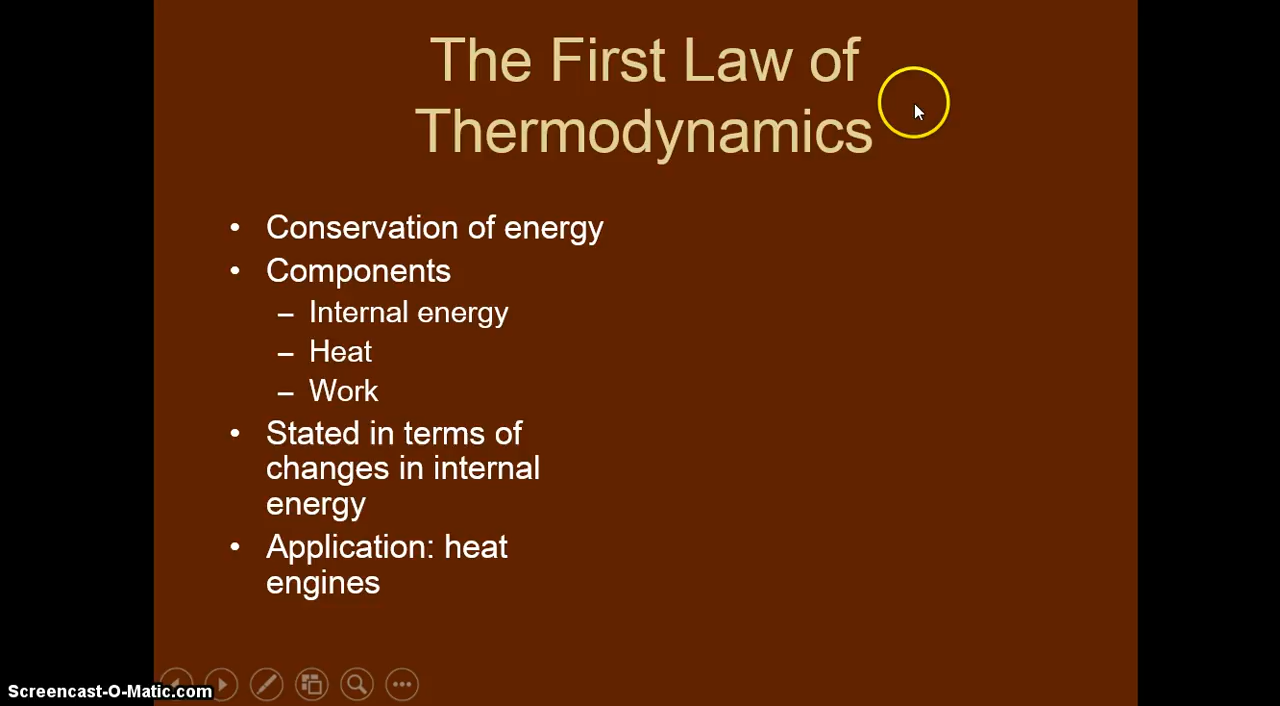 The First Law of
Thermodynamics
• Conservation of energy
• Components
– Internal energy
– Heat
– Work
• Stated in terms of
changes in internal
energy
• Application: heat
engines
Screencast-O-Matic.com